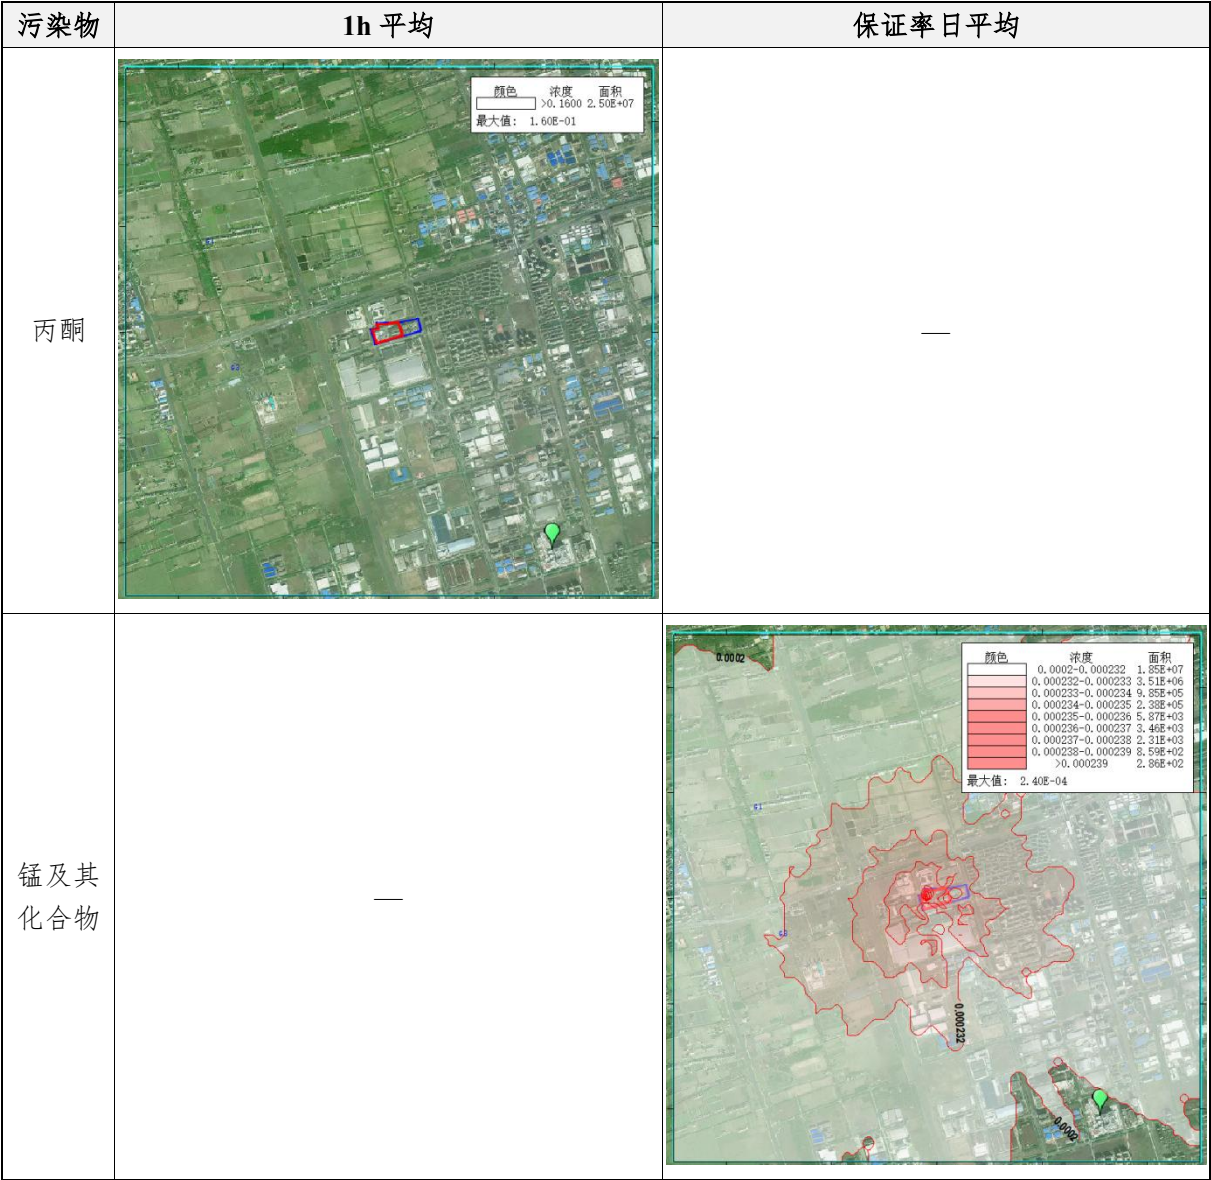 污染物 1h 平均 保证率日平均
丙酮
颜色 浓度 面积
>0.1600 2.50E+07
最大值: 1.60E-01
—
锰及其
化合物
—
0.0002
颜色 浓度 面积
0.0002-0.000232 1.85E+07
0.000232-0.000233 3.51E+06
0.000233-0.000234 9.85E+05
0.000234-0.000235 2.38E+05
0.000235-0.000236 5.87E+03
0.000236-0.000237 3.46E+03
0.000237-0.000238 2.31E+03
0.000238-0.000239 8.59E+02
>0.000239 2.86E+02
最大值: 2.40E-04
G1
G3
0.000232
0.0002